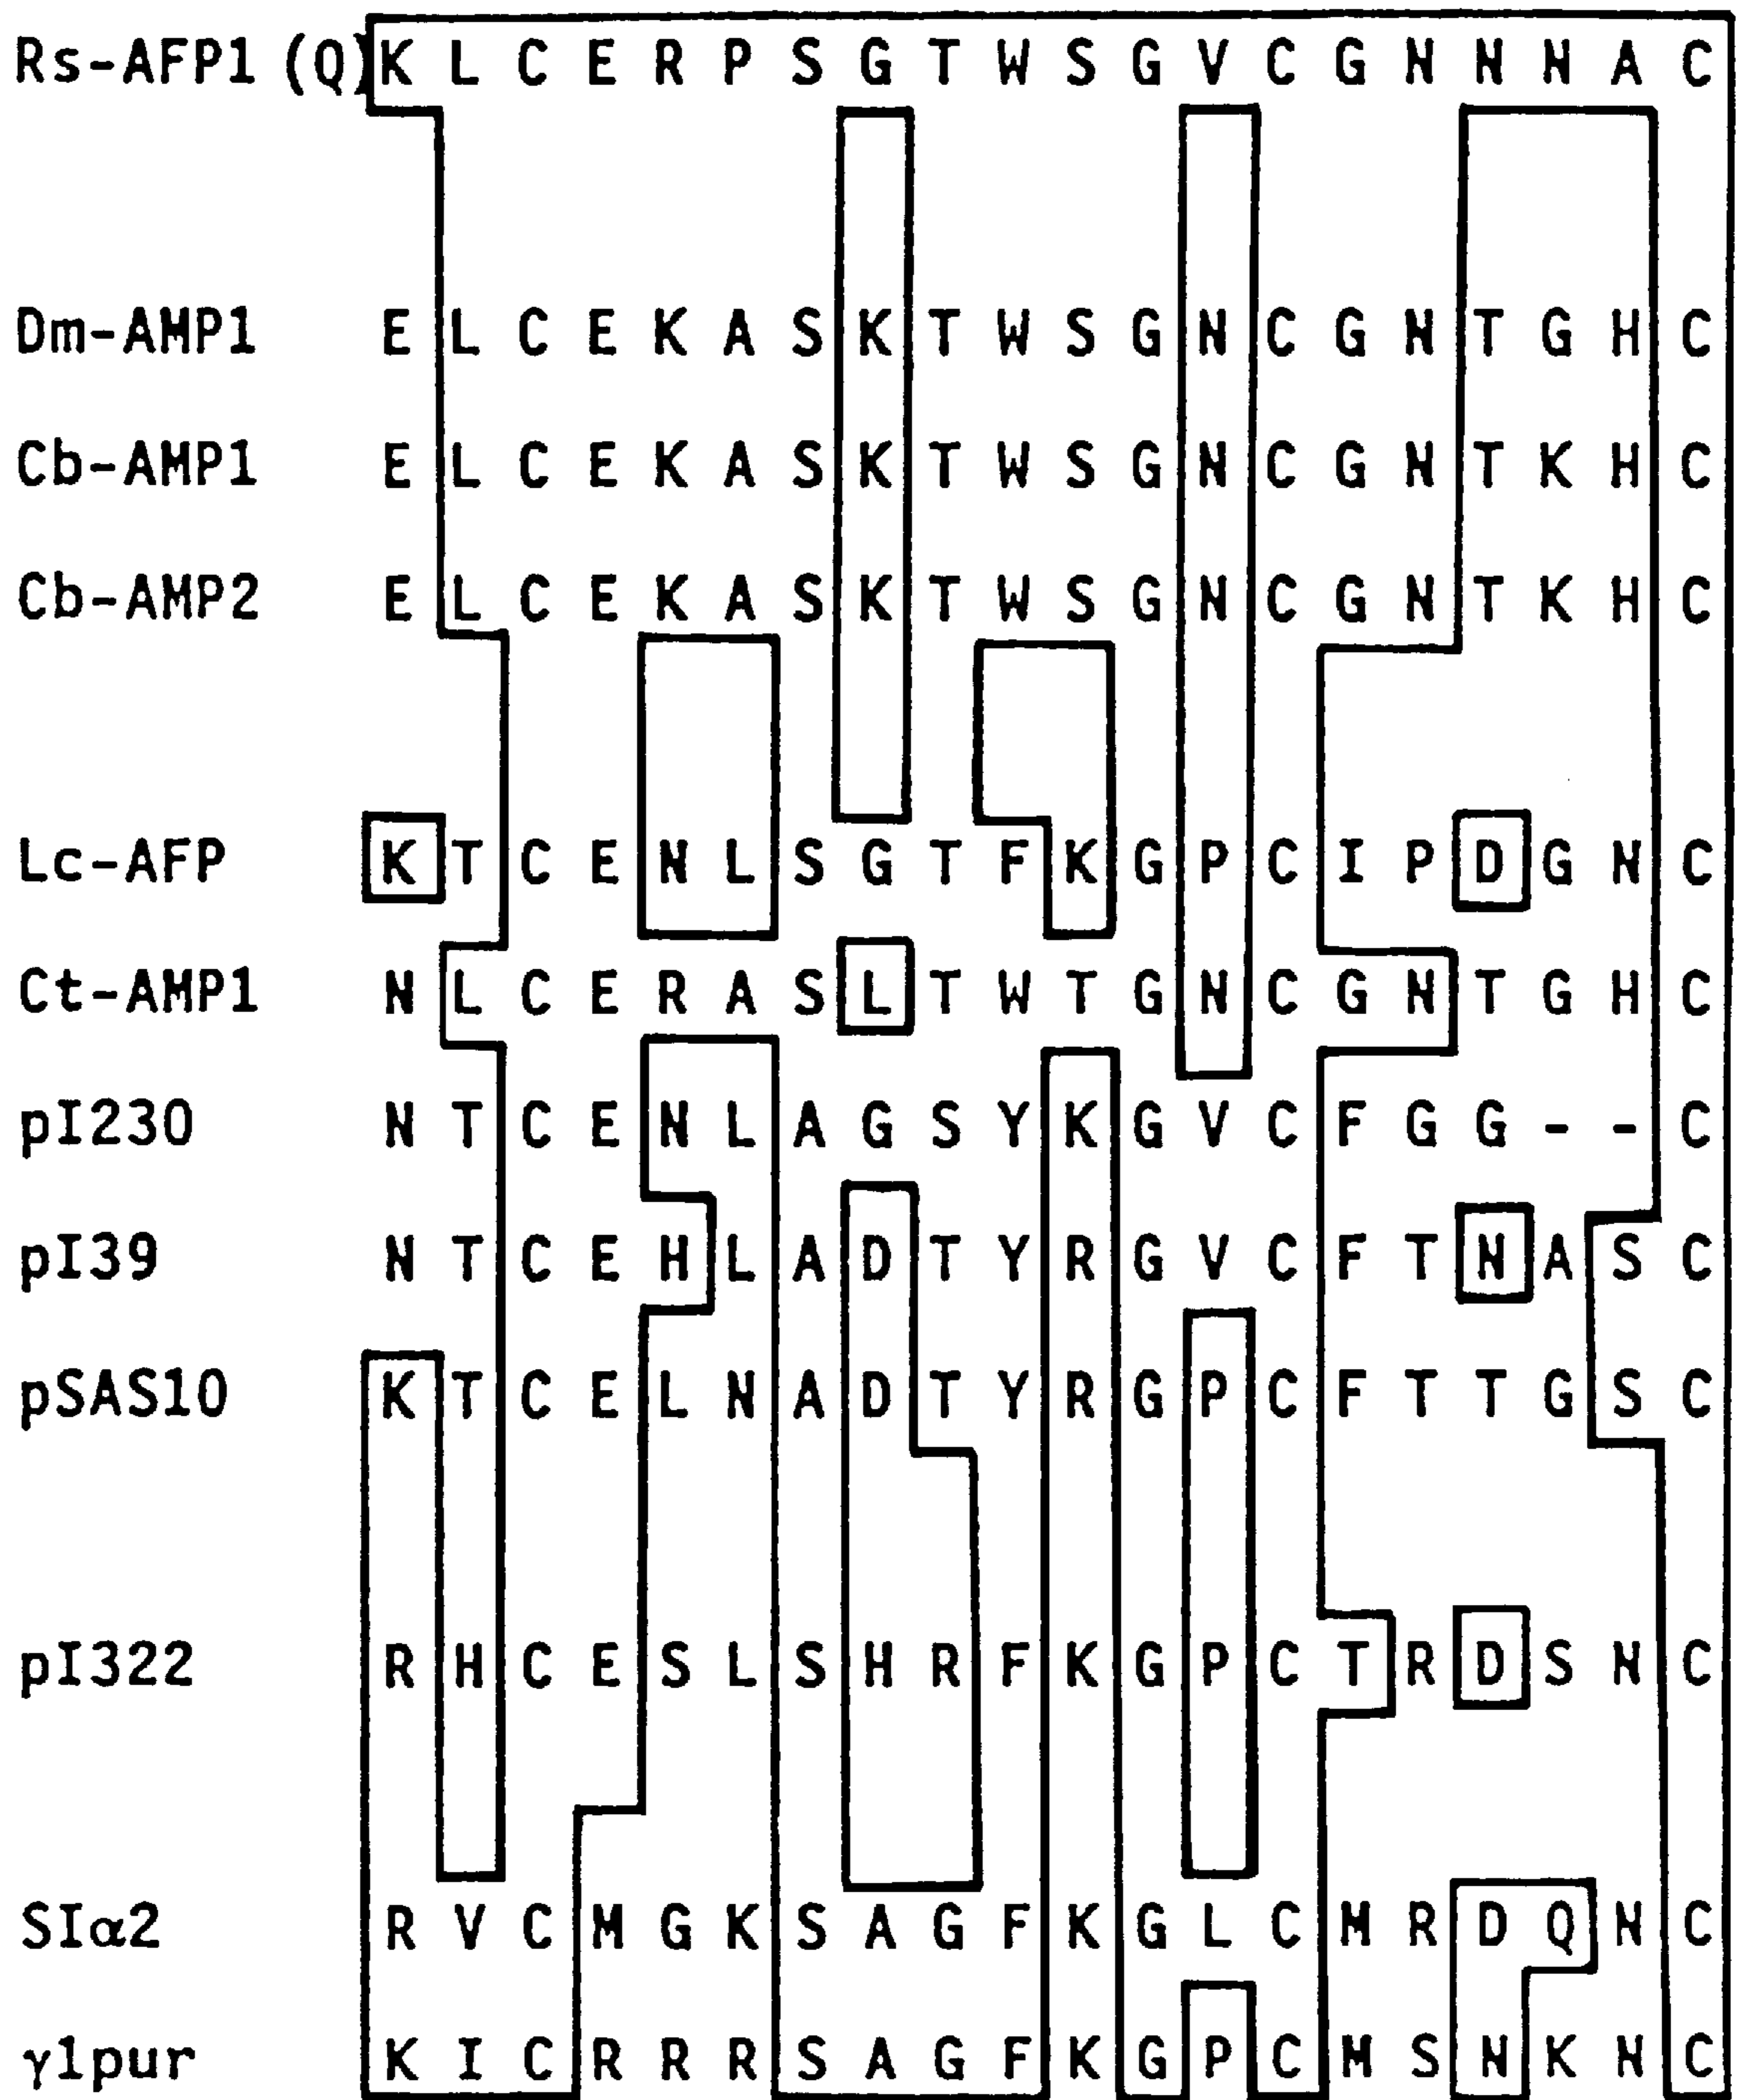 Rs-AFP1 (Q) K L C E R P S G T W S G V C G N N N A C
Dm-AMP1 E L C E K A S K T W S G N C G N T G H C
Cb-AMP1 E L C E K A S K T W S G N C G N T K H C
Cb-AMP2 E L C E K A S K T W S G N C G N T K H C
Lc-AFP K T C E N L S G T F K G P C I P D G N C
Ct-AMP1 N L C E R A S L T W T G N C G N T G H C
pI230 N T C E N L A G S Y K G V C F G G - - C
pI39 N T C E H L A D T Y R G V C F T N A S C
pSAS10 K T C E L N A D T Y R G P C F T T G S C
pI322 R H C E S L S H R F K G P C T R D S N C
SIα2 R V C M G K S A G F K G L C M R D Q N C
γ1pur K I C R R R S A G F K G P C M S N K N C